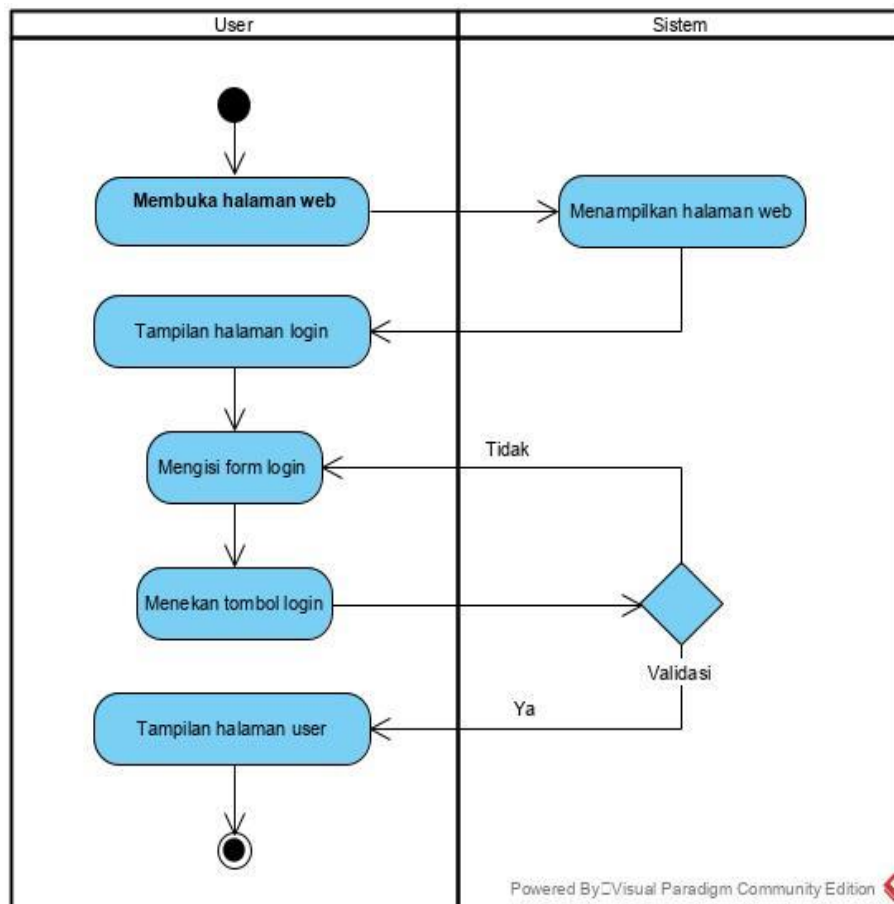 User
Sistem
Membuka halaman web
Menampilkan halaman web
Tampilan halaman login
Tidak
Mengisi form login
Menekan tombol login
Validasi
Ya
Tampilan halaman user
Powered By Visual Paradigm Community Edition